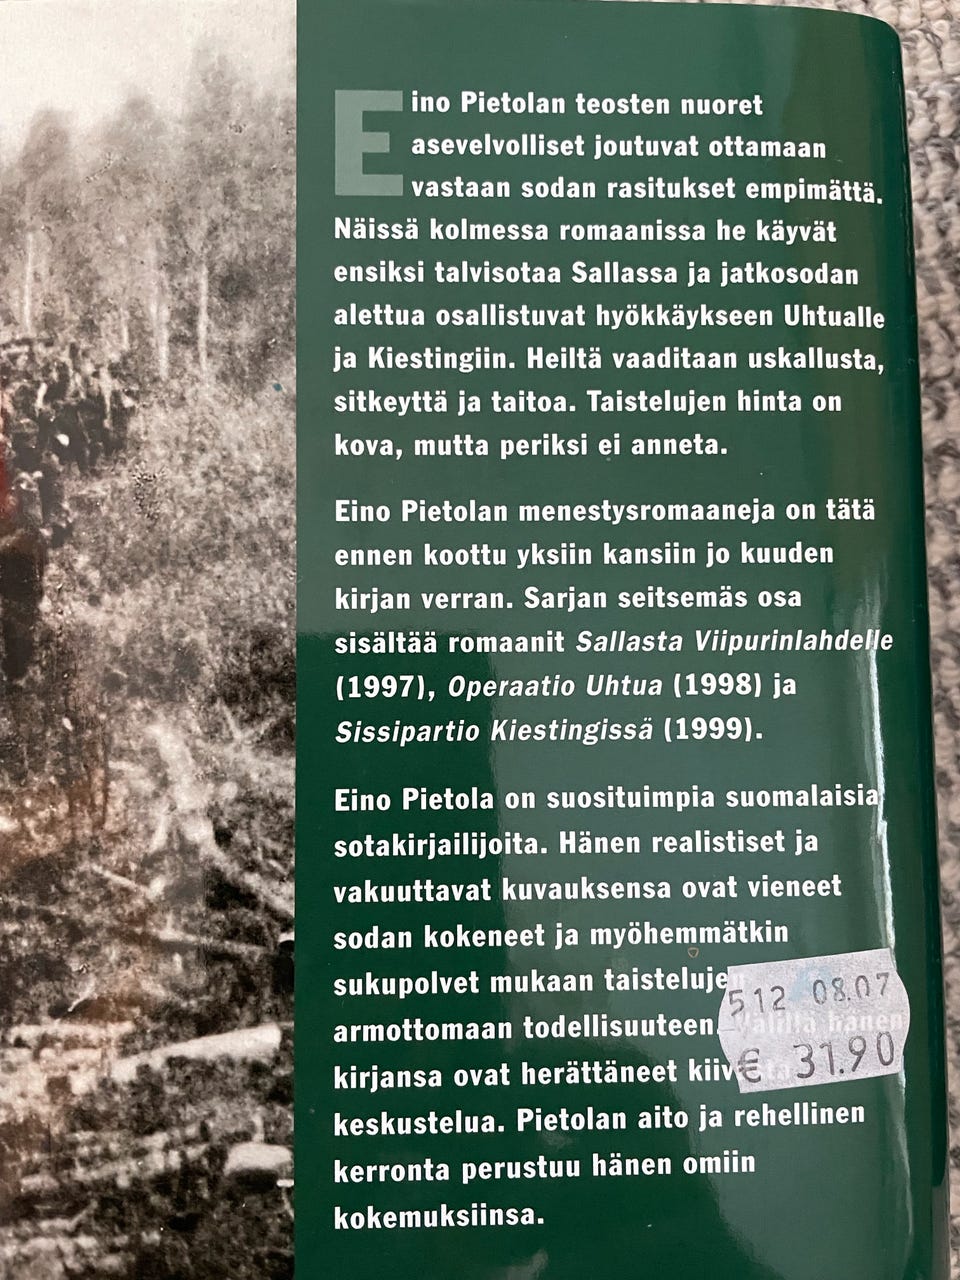 Eino Pietolan teosten nuoret
asevelvolliset joutuvat ottamaan
vastaan sodan rasitukset empimättä.
Näissä kolmessa romaanissa he käyvät
ensiksi talvisotaa Sallassa ja jatkosodan
alettua osallistuvat hyökkäykseen Uhtualle
ja Kiestingiin. Heiltä vaaditaan uskallusta,
sitkeyttä ja taitoa. Taistelujen hinta on
kova, mutta periksi ei anneta.
Eino Pietolan menestysromaaneja on tätä
ennen koottu yksiin kansiin jo kuuden
kirjan verran. Sarjan seitsemäs osa
sisältää romaanit Sallasta Viipurinlahdelle
(1997), Operaatio Uhtua (1998) ja
Sissipartio Kiestingissä (1999).
Eino Pietola on suosituimpia suomalaisia
sotakirjailijoita. Hänen realistiset ja
vakuuttavat kuvauksensa ovat vieneet
sodan kokeneet ja myöhemmätkin
sukupolvet mukaan
armottomaan todellisuuteen. Välillä hänen
kirjansa ovat herättäneet
keskustelua. Pietolan aito ja rehellinen
kerronta perustuu hänen omiin
kokemuksiinsa.
512 08.07
€ 31.90